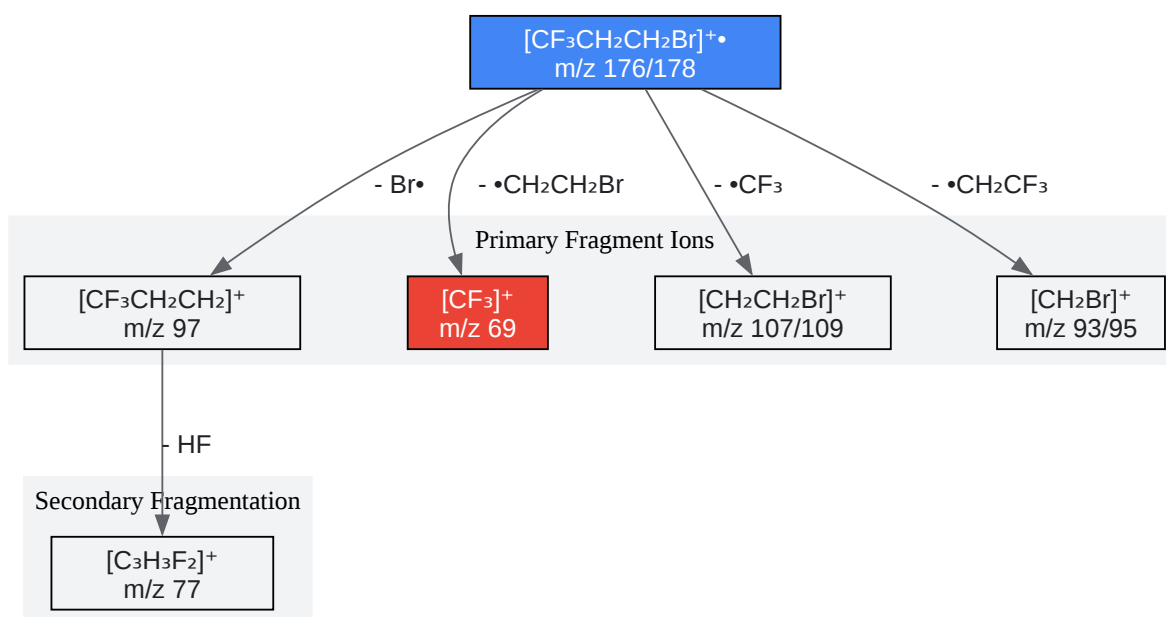 [CF₃CH₂CH₂Br]⁺•
m/z 176/178
- Br•
- •CH₂CH₂Br
- •CF₃
- •CH₂CF₃
Primary Fragment Ions
[CF₃CH₂CH₂]⁺
m/z 97
[CF₃]⁺
m/z 69
[CH₂CH₂Br]⁺
m/z 107/109
[CH₂Br]⁺
m/z 93/95
- HF
Secondary Fragmentation
[C₃H₃F₂]⁺
m/z 77